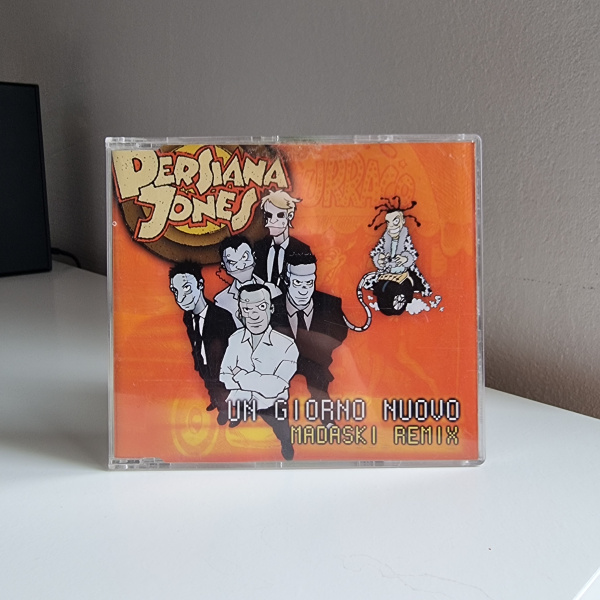 PERSIANA
JONES
UN GIORNO NUOVO
MADASKI REMIX